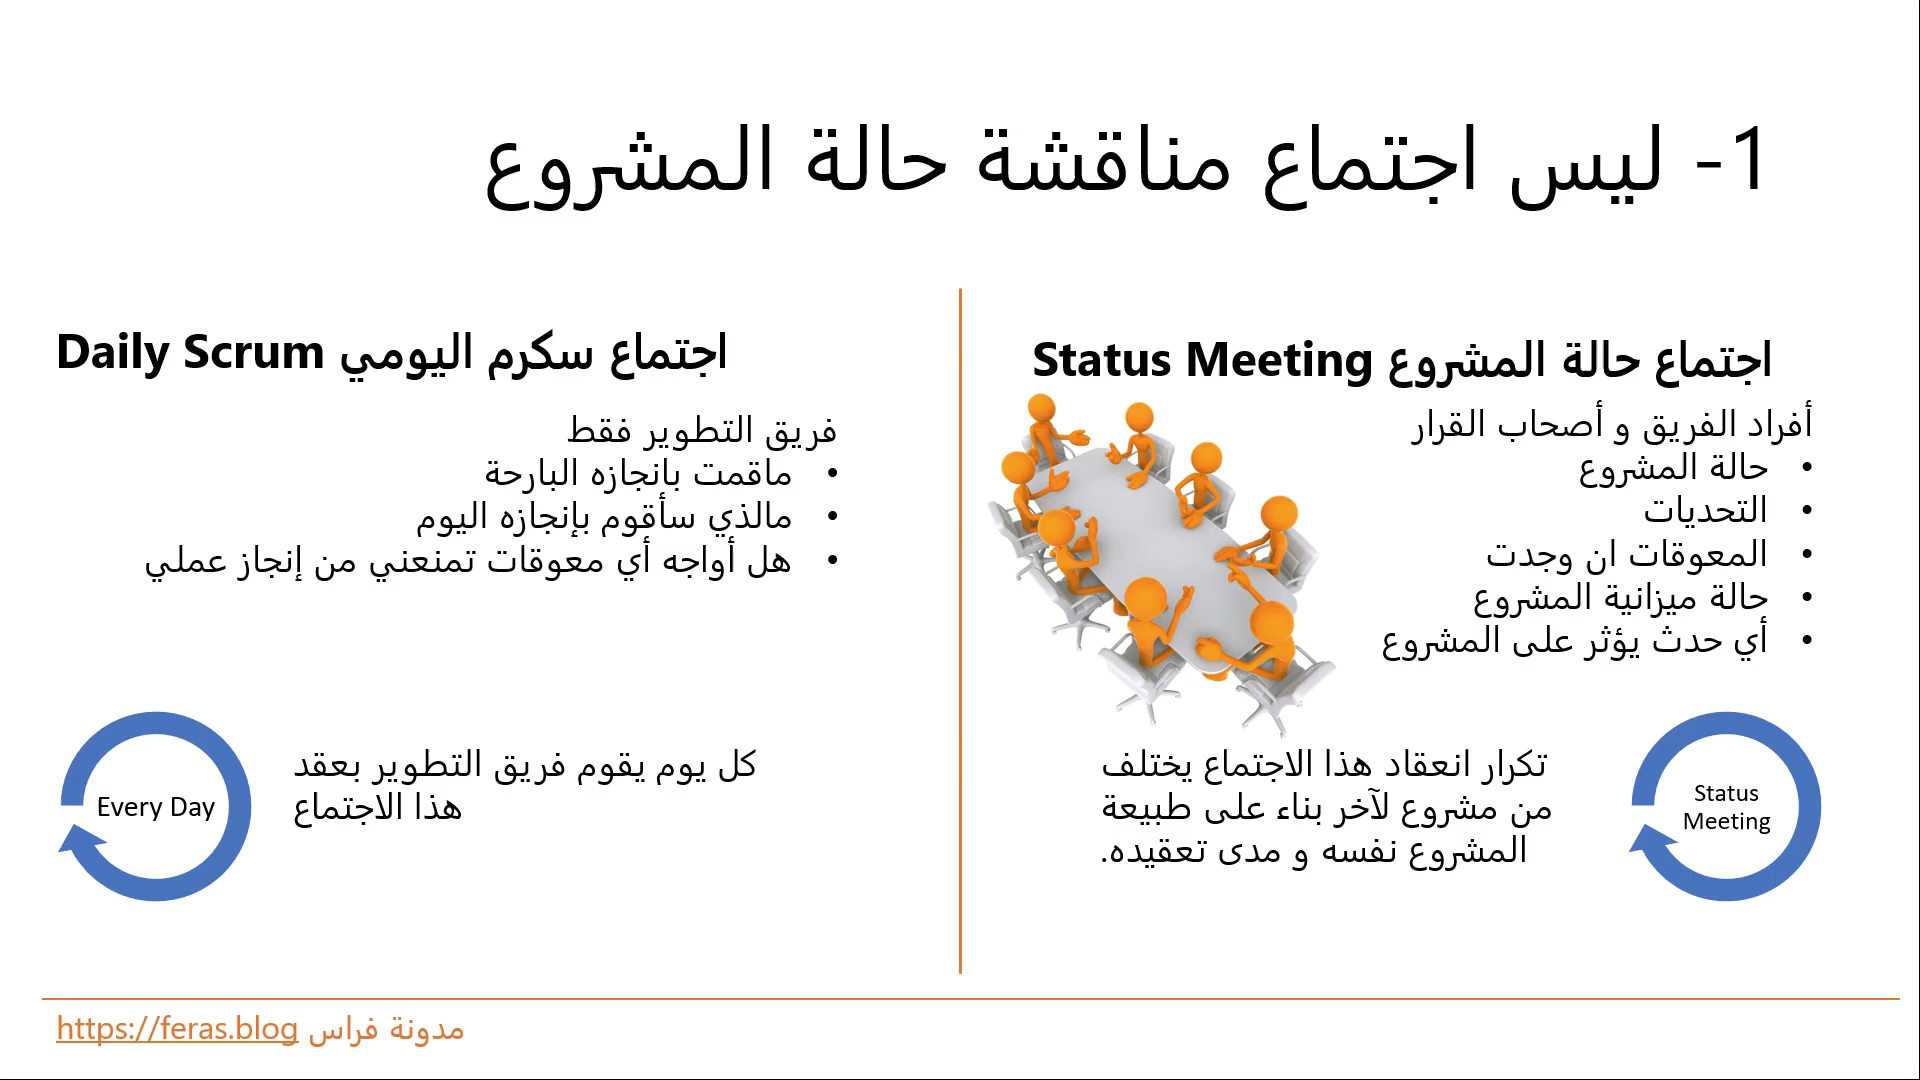 1- ليس اجتماع مناقشة حالة المشروع
اجتماع حالة المشروع Status Meeting
أفراد الفريق و أصحاب القرار
• حالة المشروع
• التحديات
• المعوقات ان وجدت
• حالة ميزانية المشروع
• أي حدث يؤثر على المشروع
Status
Meeting
تكرار انعقاد هذا الاجتماع يختلف
من مشروع لآخر بناء على طبيعة
المشروع نفسه و مدى تعقيده.
اجتماع سكرم اليومي Daily Scrum
فريق التطوير فقط
• ماقمت بانجازه البارحة
• مالذي سأقوم بإنجازه اليوم
• هل أواجه أي معوقات تمنعني من إنجاز عملي
كل يوم يقوم فريق التطوير بعقد
هذا الاجتماع
Every Day
مدونة فراس https://feras.blog